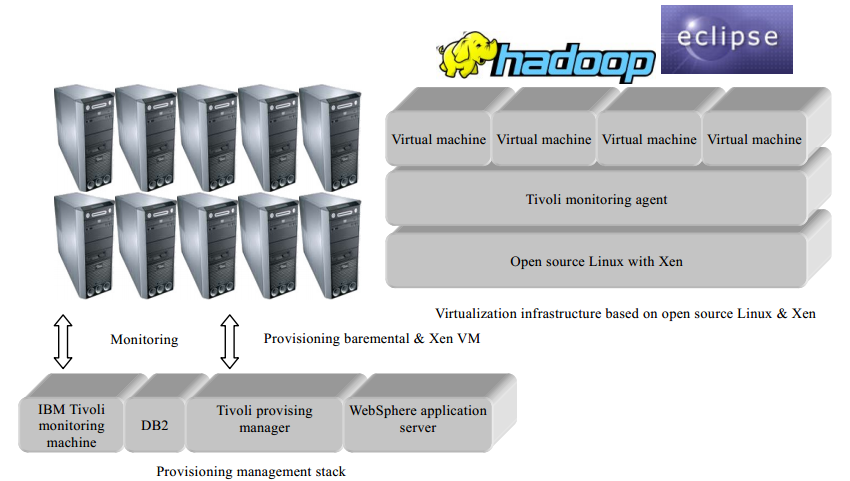 hadoop
eclipse
Virtual machine
Virtual machine
Virtual machine
Virtual machine
Tivoli monitoring agent
Open source Linux with Xen
Virtualization infrastructure based on open source Linux & Xen
Monitoring
Provisioning baremental & Xen VM
IBM Tivoli
monitoring
machine
DB2
Tivoli provising
manager
WebSphere application
server
Provisioning management stack